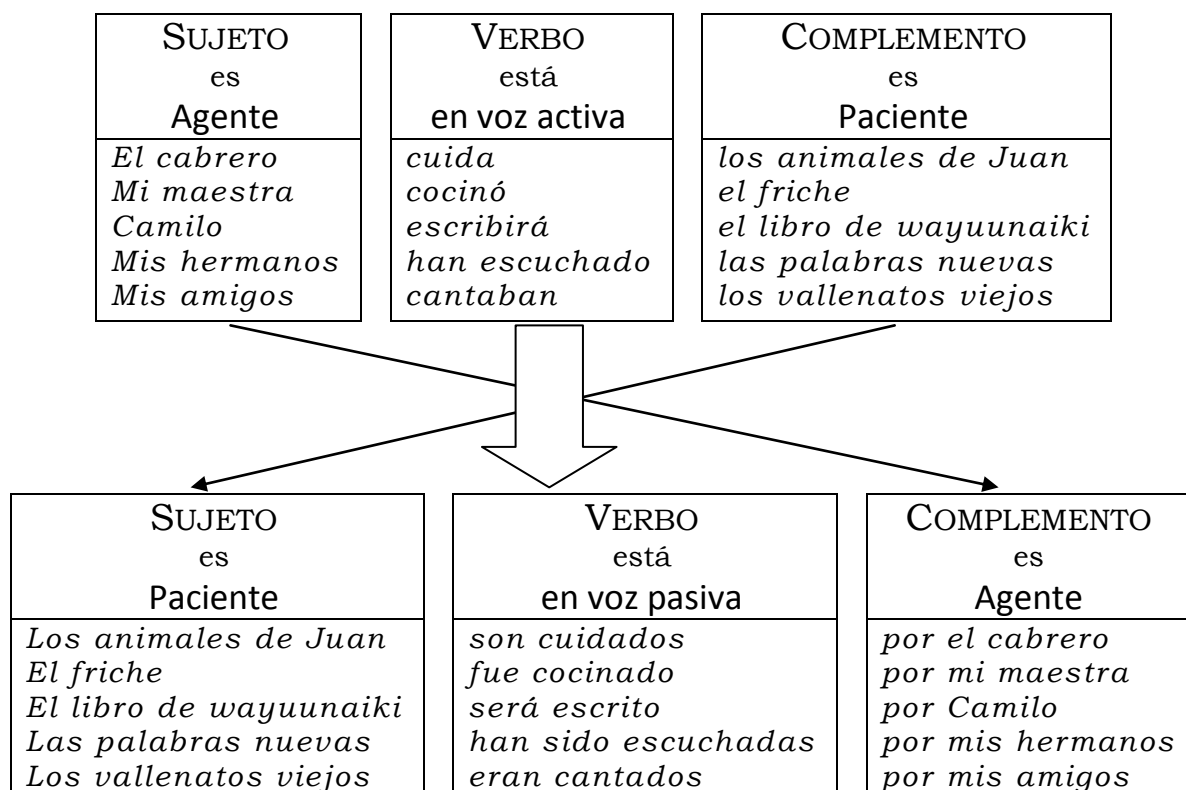 SUJETO
es
Agente
El cabrero
Mi maestra
Camilo
Mis hermanos
Mis amigos
VERBO
está
en voz activa
cuida
cocinó
escribirá
han escuchado
cantaban
COMPLEMENTO
es
Paciente
los animales de Juan
el friche
el libro de wayuunaiki
las palabras nuevas
los vallenatos viejos
SUJETO
es
Paciente
Los animales de Juan
El friche
El libro de wayuunaiki
Las palabras nuevas
Los vallenatos viejos
VERBO
está
en voz pasiva
son cuidados
fue cocinado
será escrito
han sido escuchadas
eran cantados
COMPLEMENTO
es
Agente
por el cabrero
por mi maestra
por Camilo
por mis hermanos
por mis amigos